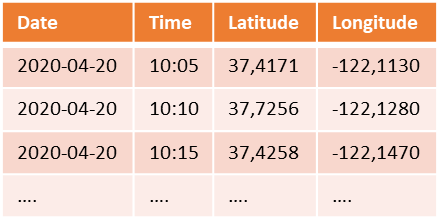 Date Time Latitude Longitude
2020-04-20 10:05 37,4171 -122,1130
2020-04-20 10:10 37,7256 -122,1280
2020-04-20 10:15 37,4258 -122,1470
.... .... .... ....